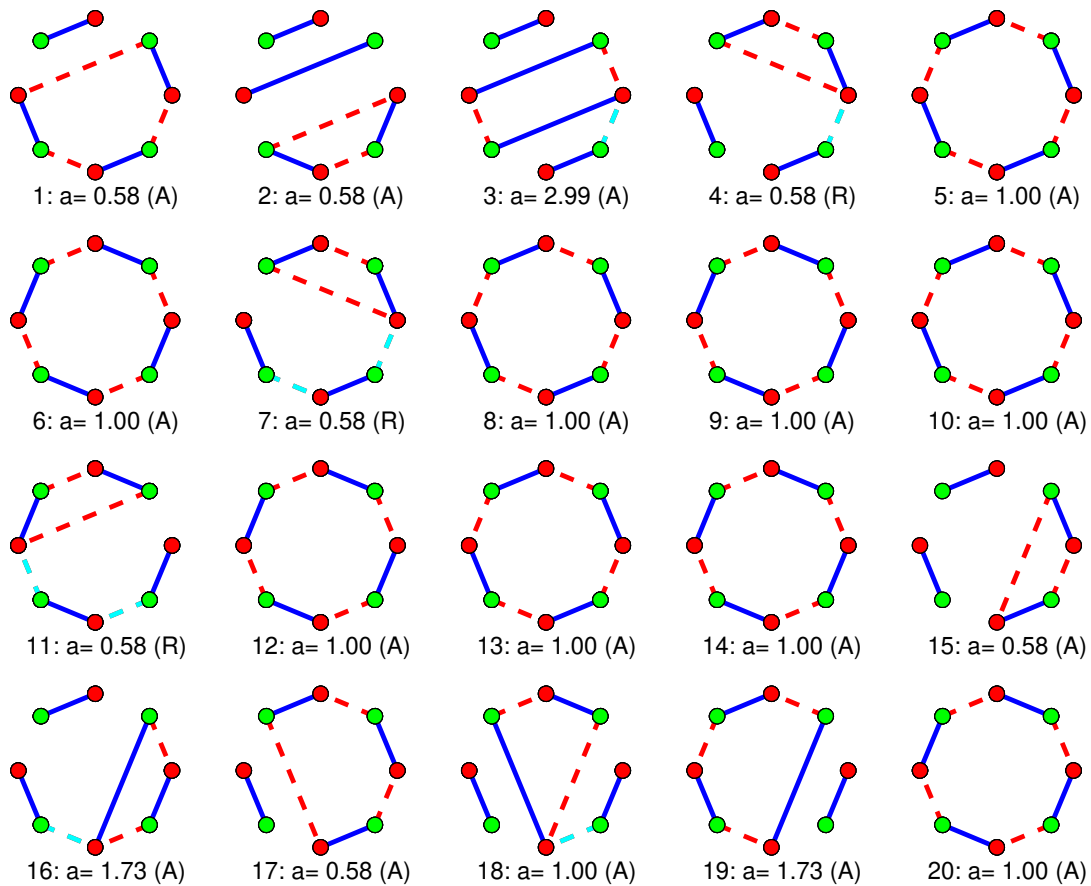 1: a= 0.58 (A)
2: a= 0.58 (A)
3: a= 2.99 (A)
4: a= 0.58 (R)
5: a= 1.00 (A)
6: a= 1.00 (A)
7: a= 0.58 (R)
8: a= 1.00 (A)
9: a= 1.00 (A)
10: a= 1.00 (A)
11: a= 0.58 (R)
12: a= 1.00 (A)
13: a= 1.00 (A)
14: a= 1.00 (A)
15: a= 0.58 (A)
16: a= 1.73 (A)
17: a= 0.58 (A)
18: a= 1.00 (A)
19: a= 1.73 (A)
20: a= 1.00 (A)